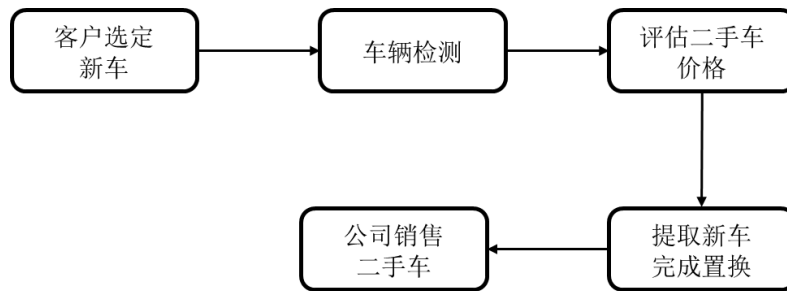 客户选定
新车
车辆检测
评估二手车
价格
提取新车
完成置换
公司销售
二手车